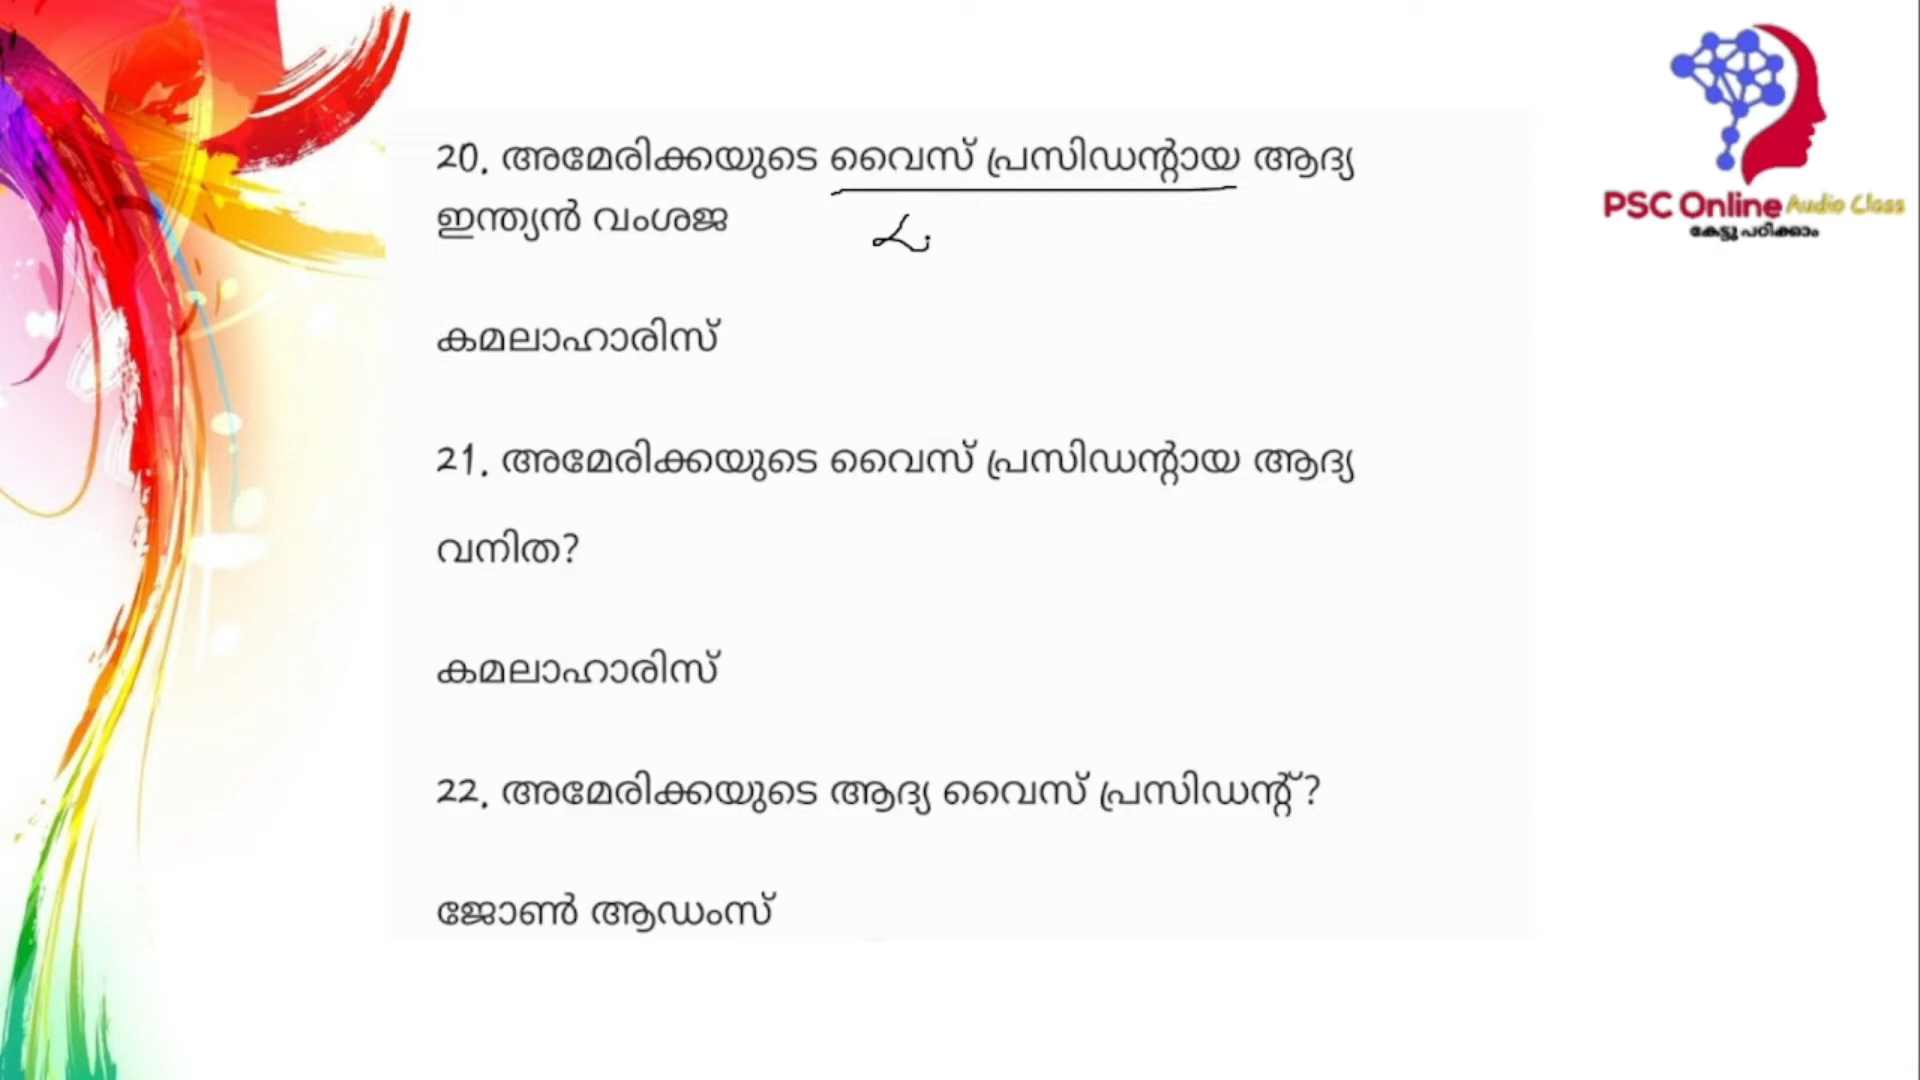 PSC Online Audio Class
കേട്ടു പഠിക്കാം
20. അമേരിക്കയുടെ വൈസ് പ്രസിഡന്റായ ആദ്യ
ഇന്ത്യൻ വംശജ
കമലാഹാരിസ്
21. അമേരിക്കയുടെ വൈസ് പ്രസിഡന്റായ ആദ്യ
വനിത?
കമലാഹാരിസ്
22. അമേരിക്കയുടെ ആദ്യ വൈസ് പ്രസിഡന്റ്?
ജോൺ ആഡംസ്